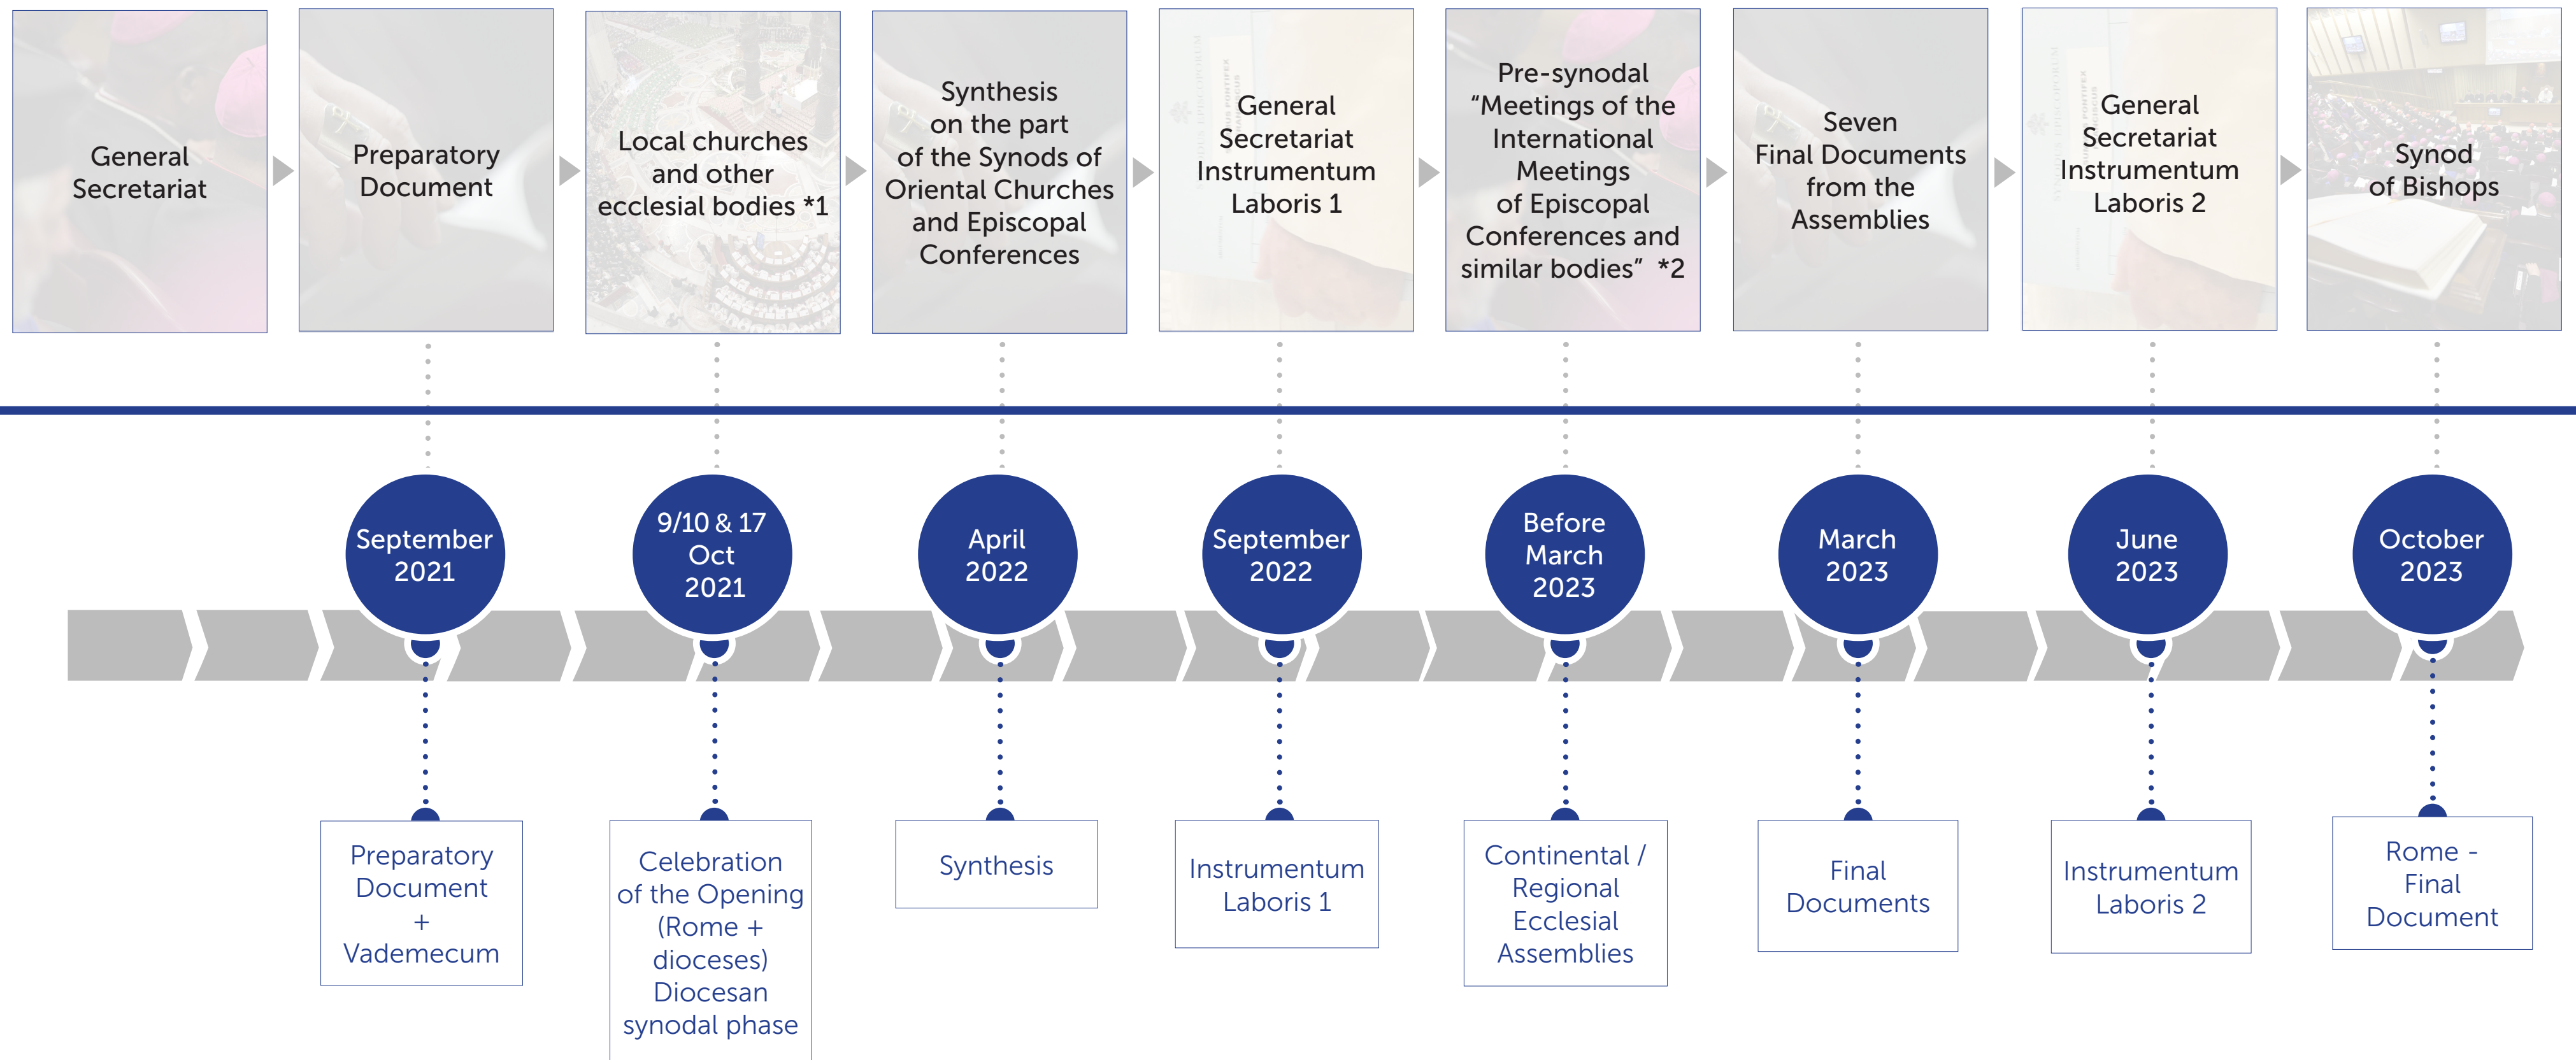 General
Secretariat
Preparatory
Document
Local churches
and other
ecclesial bodies *1
Synthesis
on the part
of the Synods of
Oriental Churches
and Episcopal
Conferences
General
Secretariat
Instrumentum
Laboris 1
Pre-synodal
“Meetings of the
International
Meetings
of Episcopal
Conferences and
similar bodies” *2
Seven
Final Documents
from the
Assemblies
General
Secretariat
Instrumentum
Laboris 2
Synod
of Bishops
September
2021
9/10 & 17
Oct
2021
April
2022
September
2022
Before
March
2023
March
2023
June
2023
October
2023
Preparatory
Document
+
Vademecum
Celebration
of the Opening
(Rome +
dioceses)
Diocesan
synodal phase
Synthesis
Instrumentum
Laboris 1
Continental /
Regional
Ecclesial
Assemblies
Final
Documents
Instrumentum
Laboris 2
Rome -
Final
Document